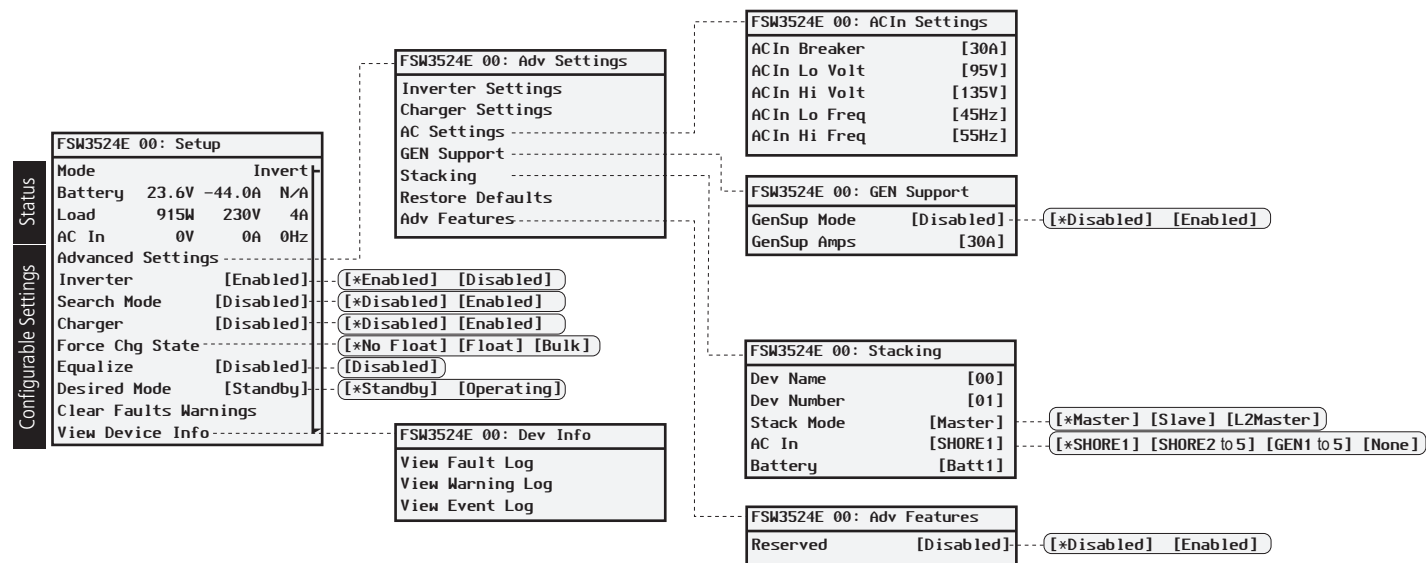 Status
Configurable Settings
FSW3524E 00: Setup
Mode Invert
Battery 23.6V -44.0A N/A
Load 915W 230V 4A
AC In 0V 0A 0Hz
Advanced Settings
Inverter [Enabled] [*Enabled] [Disabled]
Search Mode [Disabled] [*Disabled] [Enabled]
Charger [Disabled] [*Disabled] [Enabled]
Force Chg State [*No Float] [Float] [Bulk]
Equalize [Disabled] [Disabled]
Desired Mode [Standby] [*Standby] [Operating]
Clear Faults Warnings
View Device Info
FSW3524E 00: Adv Settings
Inverter Settings
Charger Settings
AC Settings
GEN Support
Stacking
Restore Defaults
Adv Features
FSW3524E 00: Dev Info
View Fault Log
View Warning Log
View Event Log
FSW3524E 00: ACIn Settings
ACIn Breaker [30A]
ACIn Lo Volt [95V]
ACIn Hi Volt [135V]
ACIn Lo Freq [45Hz]
ACIn Hi Freq [55Hz]
FSW3524E 00: GEN Support
GenSup Mode [Disabled] [*Disabled] [Enabled]
GenSup Amps [30A]
FSW3524E 00: Stacking
Dev Name [00]
Dev Number [01]
Stack Mode [Master] [*Master] [Slave] [L2Master]
AC In [SHORE1] [*SHORE1] [SHORE2 to 5] [GEN1 to 5] [None]
Battery [Batt1]
FSW3524E 00: Adv Features
Reserved [Disabled] [*Disabled] [Enabled]